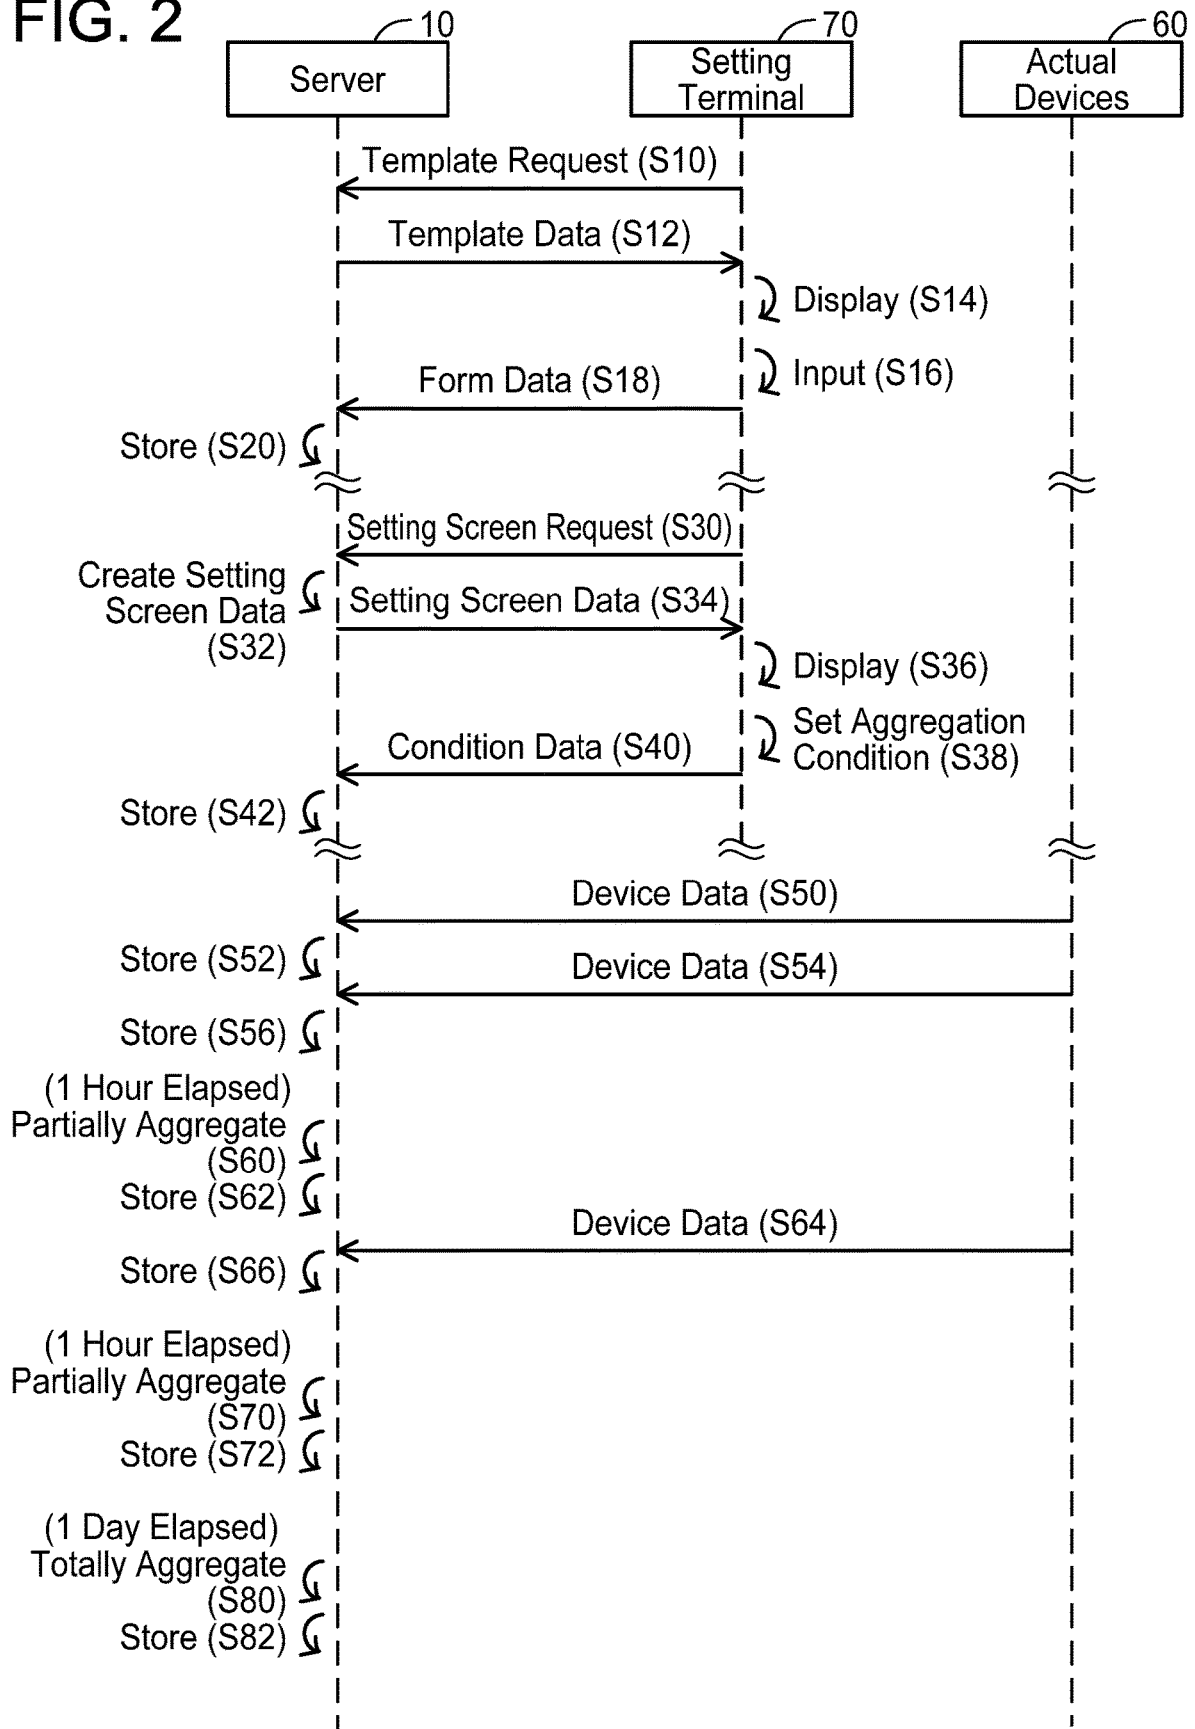 FIG. 2
10
70
60
Server
Setting
Terminal
Actual
Devices
Template Request (S10)
Template Data (S12)
Display (S14)
Input (S16)
Form Data (S18)
Store (S20)
Setting Screen Request (S30)
Create Setting
Screen Data
(S32)
Setting Screen Data (S34)
Display (S36)
Set Aggregation
Condition (S38)
Condition Data (S40)
Store (S42)
Device Data (S50)
Store (S52)
Device Data (S54)
Store (S56)
(1 Hour Elapsed)
Partially Aggregate
(S60)
Store (S62)
Device Data (S64)
Store (S66)
(1 Hour Elapsed)
Partially Aggregate
(S70)
Store (S72)
(1 Day Elapsed)
Totally Aggregate
(S80)
Store (S82)